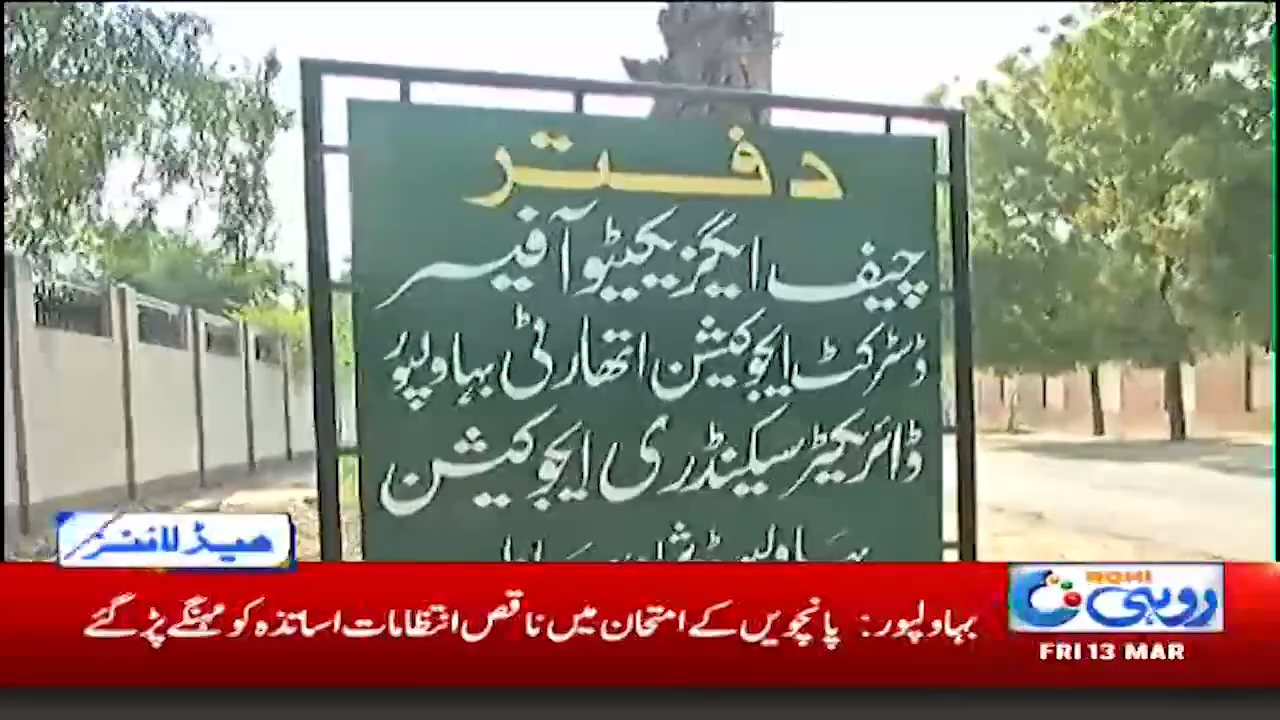 دفتر
چیف ایگزیکیٹو آفیسر
ڈسٹرکٹ ایجوکیشن اتھارٹی بہاولپور
ڈائریکٹر سیکنڈری ایجوکیشن
ہیڈ لائنز
بہاولپور: پانچویں کے امتحان میں ناقص انتظامات اساتذہ کو مہنگے پڑ گئے
ROHI
روہی
FRI 13 MAR